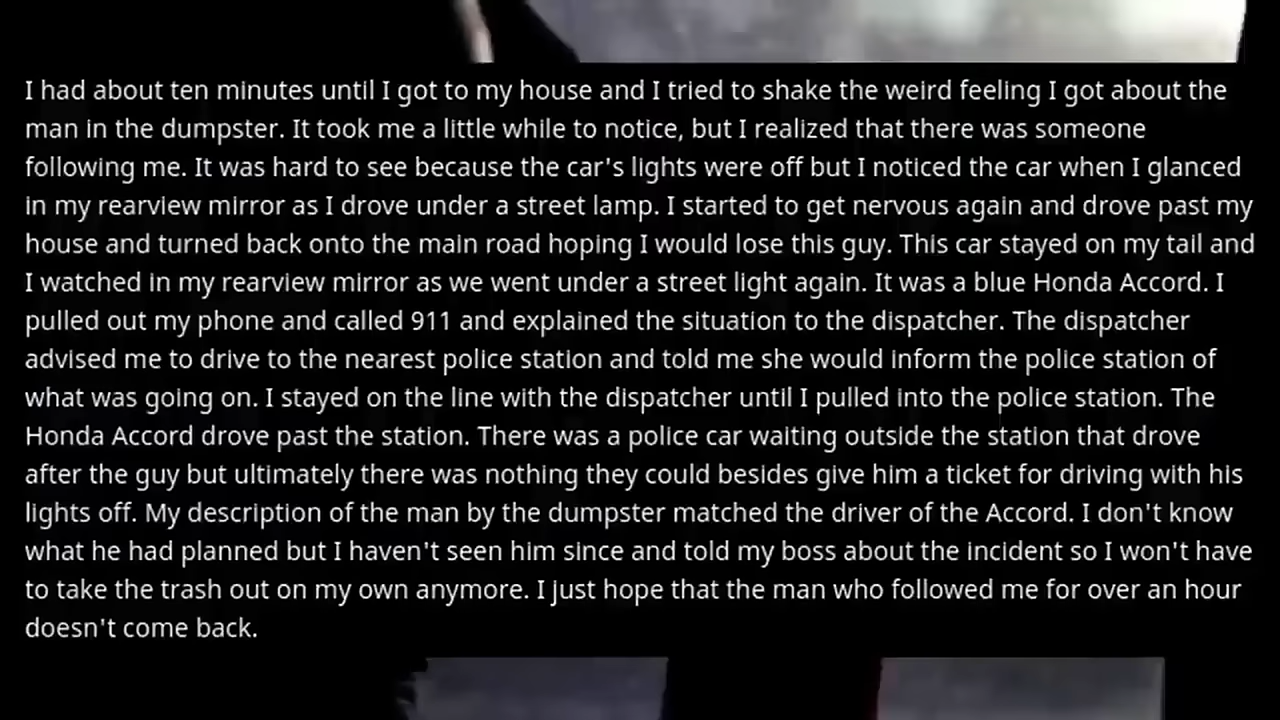 I had about ten minutes until I got to my house and I tried to shake the weird feeling I got about the
man in the dumpster. It took me a little while to notice, but I realized that there was someone
following me. It was hard to see because the car's lights were off but I noticed the car when I glanced
in my rearview mirror as I drove under a street lamp. I started to get nervous again and drove past my
house and turned back onto the main road hoping I would lose this guy. This car stayed on my tail and
I watched in my rearview mirror as we went under a street light again. It was a blue Honda Accord. I
pulled out my phone and called 911 and explained the situation to the dispatcher. The dispatcher
advised me to drive to the nearest police station and told me she would inform the police station of
what was going on. I stayed on the line with the dispatcher until I pulled into the police station. The
Honda Accord drove past the station. There was a police car waiting outside the station that drove
after the guy but ultimately there was nothing they could besides give him a ticket for driving with his
lights off. My description of the man by the dumpster matched the driver of the Accord. I don't know
what he had planned but I haven't seen him since and told my boss about the incident so I won't have
to take the trash out on my own anymore. I just hope that the man who followed me for over an hour
doesn't come back.